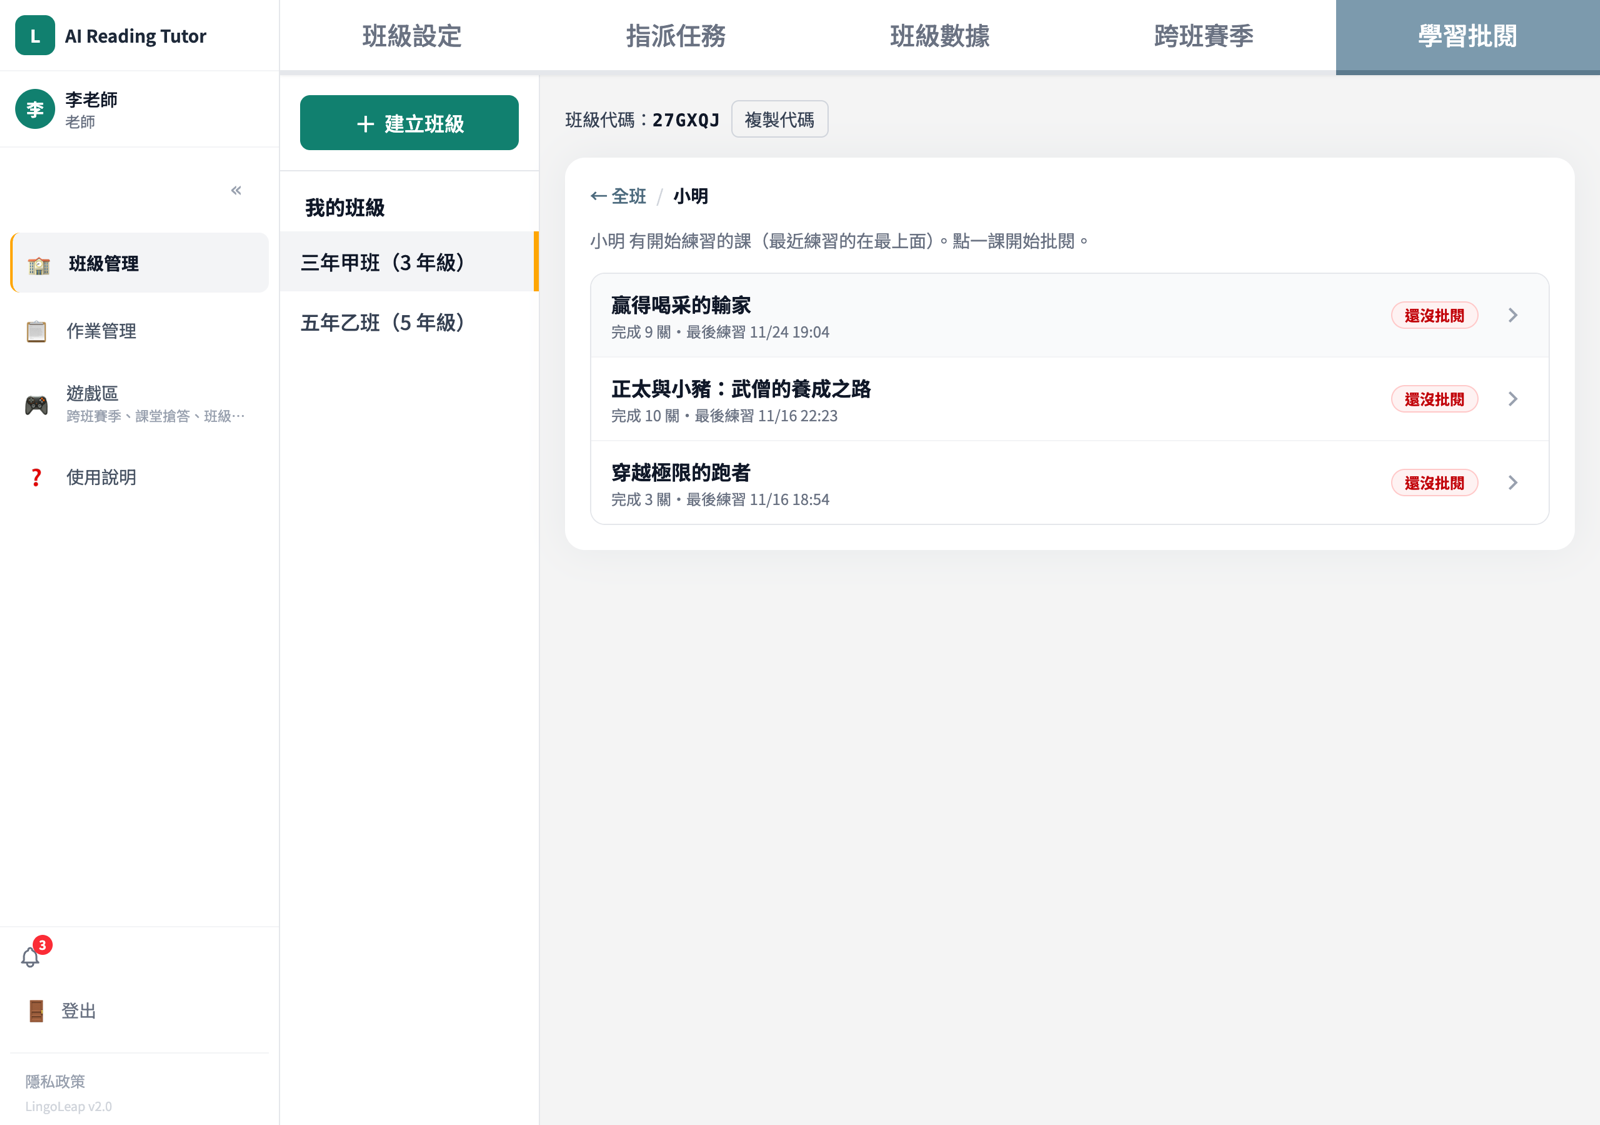 L AI Reading Tutor
李 李老師
老師
«
班級管理
作業管理
遊戲區
跨班賽季、課堂搶答、班級…
使用說明
3
登出
隱私政策
LingoLeap v2.0
班級設定
指派任務
班級數據
跨班賽季
學習批閱
＋ 建立班級
我的班級
三年甲班（3 年級）
五年乙班（5 年級）
班級代碼：27GXQJ 複製代碼
← 全班 / 小明
小明 有開始練習的課（最近練習的在最上面）。點一課開始批閱。
贏得喝采的輸家
完成 9 關・最後練習 11/24 19:04
還沒批閱
正太與小豬：武僧的養成之路
完成 10 關・最後練習 11/16 22:23
還沒批閱
穿越極限的跑者
完成 3 關・最後練習 11/16 18:54
還沒批閱